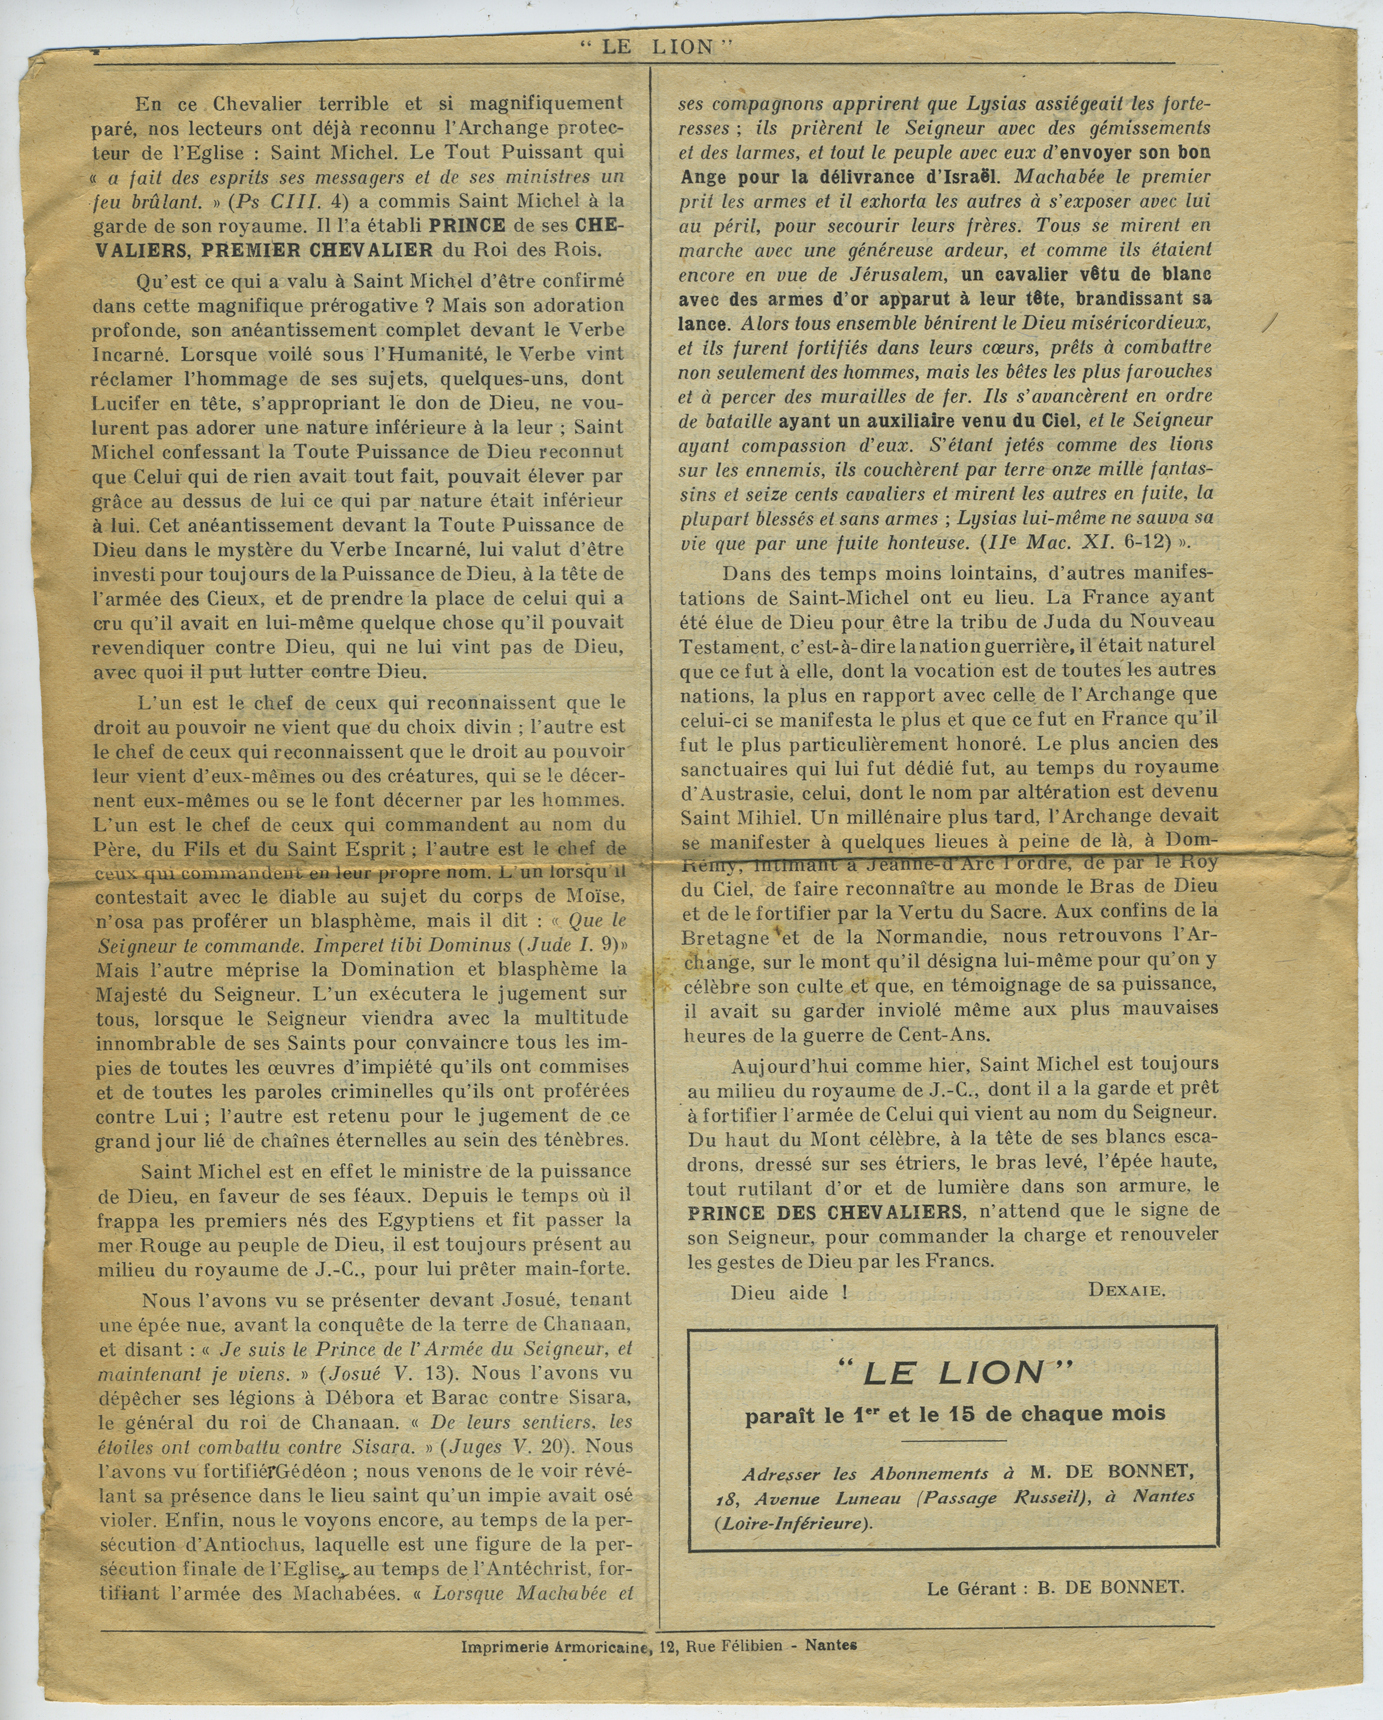 “ LE LION ”
En ce Chevalier terrible et si magnifiquement
paré, nos lecteurs ont déjà reconnu l'Archange protec-
teur de l'Eglise : Saint Michel. Le Tout Puissant qui
« a fait des esprits ses messagers et de ses ministres un
feu brûlant. » (Ps CIII. 4) a commis Saint Michel à la
garde de son royaume. Il l'a établi PRINCE de ses CHE-
VALIERS, PREMIER CHEVALIER du Roi des Rois.
Qu'est ce qui a valu à Saint Michel d'être confirmé
dans cette magnifique prérogative ? Mais son adoration
profonde, son anéantissement complet devant le Verbe
Incarné. Lorsque voilé sous l'Humanité, le Verbe vint
réclamer l'hommage de ses sujets, quelques-uns, dont
Lucifer en tête, s'appropriant le don de Dieu, ne vou-
lurent pas adorer une nature inférieure à la leur ; Saint
Michel confessant la Toute Puissance de Dieu reconnut
que Celui qui de rien avait tout fait, pouvait élever par
grâce au dessus de lui ce qui par nature était inférieur
à lui. Cet anéantissement devant la Toute Puissance de
Dieu dans le mystère du Verbe Incarné, lui valut d'être
investi pour toujours de la Puissance de Dieu, à la tête de
l'armée des Cieux, et de prendre la place de celui qui a
cru qu'il avait en lui-même quelque chose qu'il pouvait
revendiquer contre Dieu, qui ne lui vint pas de Dieu,
avec quoi il put lutter contre Dieu.
L'un est le chef de ceux qui reconnaissent que le
droit au pouvoir ne vient que du choix divin ; l'autre est
le chef de ceux qui reconnaissent que le droit au pouvoir
leur vient d'eux-mêmes ou des créatures, qui se le décer-
nent eux-mêmes ou se le font décerner par les hommes.
L'un est le chef de ceux qui commandent au nom du
Père, du Fils et du Saint Esprit ; l'autre est le chef de
ceux qui commandent en leur propre nom. L'un lorsqu'il
contestait avec le diable au sujet du corps de Moïse,
n'osa pas proférer un blasphème, mais il dit : « Que le
Seigneur te commande. Imperet tibi Dominus (Jude I. 9)»
Mais l'autre méprise la Domination et blasphème la
Majesté du Seigneur. L'un exécutera le jugement sur
tous, lorsque le Seigneur viendra avec la multitude
innombrable de ses Saints pour convaincre tous les im-
pies de toutes les œuvres d'impiété qu'ils ont commises
et de toutes les paroles criminelles qu'ils ont proférées
contre Lui ; l'autre est retenu pour le jugement de ce
grand jour lié de chaînes éternelles au sein des ténèbres.
Saint Michel est en effet le ministre de la puissance
de Dieu, en faveur de ses féaux. Depuis le temps où il
frappa les premiers nés des Egyptiens et fit passer la
mer Rouge au peuple de Dieu, il est toujours présent au
milieu du royaume de J.-C., pour lui prêter main-forte.
Nous l'avons vu se présenter devant Josué, tenant
une épée nue, avant la conquête de la terre de Chanaan,
et disant : « Je suis le Prince de l'Armée du Seigneur, et
maintenant je viens. » (Josué V. 13). Nous l'avons vu
dépêcher ses légions à Débora et Barac contre Sisara,
le général du roi de Chanaan. « De leurs sentiers, les
étoiles ont combattu contre Sisara. » (Juges V. 20). Nous
l'avons vu fortifiérGédéon ; nous venons de le voir révé-
lant sa présence dans le lieu saint qu'un impie avait osé
violer. Enfin, nous le voyons encore, au temps de la per-
sécution d'Antiochus, laquelle est une figure de la per-
sécution finale de l'Eglise, au temps de l'Antéchrist, for-
tifiant l'armée des Machabées. « Lorsque Machabée et
ses compagnons apprirent que Lysias assiégeait les forte-
resses ; ils prièrent le Seigneur avec des gémissements
et des larmes, et tout le peuple avec eux d'envoyer son bon
Ange pour la délivrance d'Israël. Machabée le premier
prit les armes et il exhorta les autres à s'exposer avec lui
au péril, pour secourir leurs frères. Tous se mirent en
marche avec une généreuse ardeur, et comme ils étaient
encore en vue de Jérusalem, un cavalier vêtu de blanc
avec des armes d'or apparut à leur tête, brandissant sa
lance. Alors tous ensemble bénirent le Dieu miséricordieux,
et ils furent fortifiés dans leurs cœurs, prêts à combattre
non seulement des hommes, mais les bêtes les plus farouches
et à percer des murailles de fer. Ils s'avancèrent en ordre
de bataille ayant un auxiliaire venu du Ciel, et le Seigneur
ayant compassion d'eux. S'étant jetés comme des lions
sur les ennemis, ils couchèrent par terre onze mille fantas-
sins et seize cents cavaliers et mirent les autres en fuite, la
plupart blessés et sans armes ; Lysias lui-même ne sauva sa
vie que par une fuite honteuse. (IIe Mac. XI. 6-12) ».
Dans des temps moins lointains, d'autres manifes-
tations de Saint-Michel ont eu lieu. La France ayant
été élue de Dieu pour être la tribu de Juda du Nouveau
Testament, c'est-à-dire la nation guerrière, il était naturel
que ce fut à elle, dont la vocation est de toutes les autres
nations, la plus en rapport avec celle de l'Archange que
celui-ci se manifesta le plus et que ce fut en France qu'il
fut le plus particulièrement honoré. Le plus ancien des
sanctuaires qui lui fut dédié fut, au temps du royaume
d'Austrasie, celui, dont le nom par altération est devenu
Saint Mihiel. Un millénaire plus tard, l'Archange devait
se manifester à quelques lieues à peine de là, à Dom-
Rémy, intimant à Jeanne-d'Arc l'ordre, de par le Roy
du Ciel, de faire reconnaître au monde le Bras de Dieu
et de le fortifier par la Vertu du Sacre. Aux confins de la
Bretagne et de la Normandie, nous retrouvons l'Ar-
change, sur le mont qu'il désigna lui-même pour qu'on y
célèbre son culte et que, en témoignage de sa puissance,
il avait su garder inviolé même aux plus mauvaises
heures de la guerre de Cent-Ans.
Aujourd'hui comme hier, Saint Michel est toujours
au milieu du royaume de J.-C., dont il a la garde et prêt
à fortifier l'armée de Celui qui vient au nom du Seigneur.
Du haut du Mont célèbre, à la tête de ses blancs esca-
drons, dressé sur ses étriers, le bras levé, l'épée haute,
tout rutilant d'or et de lumière dans son armure, le
PRINCE DES CHEVALIERS, n'attend que le signe de
son Seigneur, pour commander la charge et renouveler
les gestes de Dieu par les Francs.
Dieu aide ! DEXAIE.
“ LE LION ”
paraît le 1er et le 15 de chaque mois
Adresser les Abonnements à M. DE BONNET,
18, Avenue Luneau (Passage Russeil), à Nantes
(Loire-Inférieure).
Le Gérant : B. DE BONNET.
Imprimerie Armoricaine, 12, Rue Félibien - Nantes